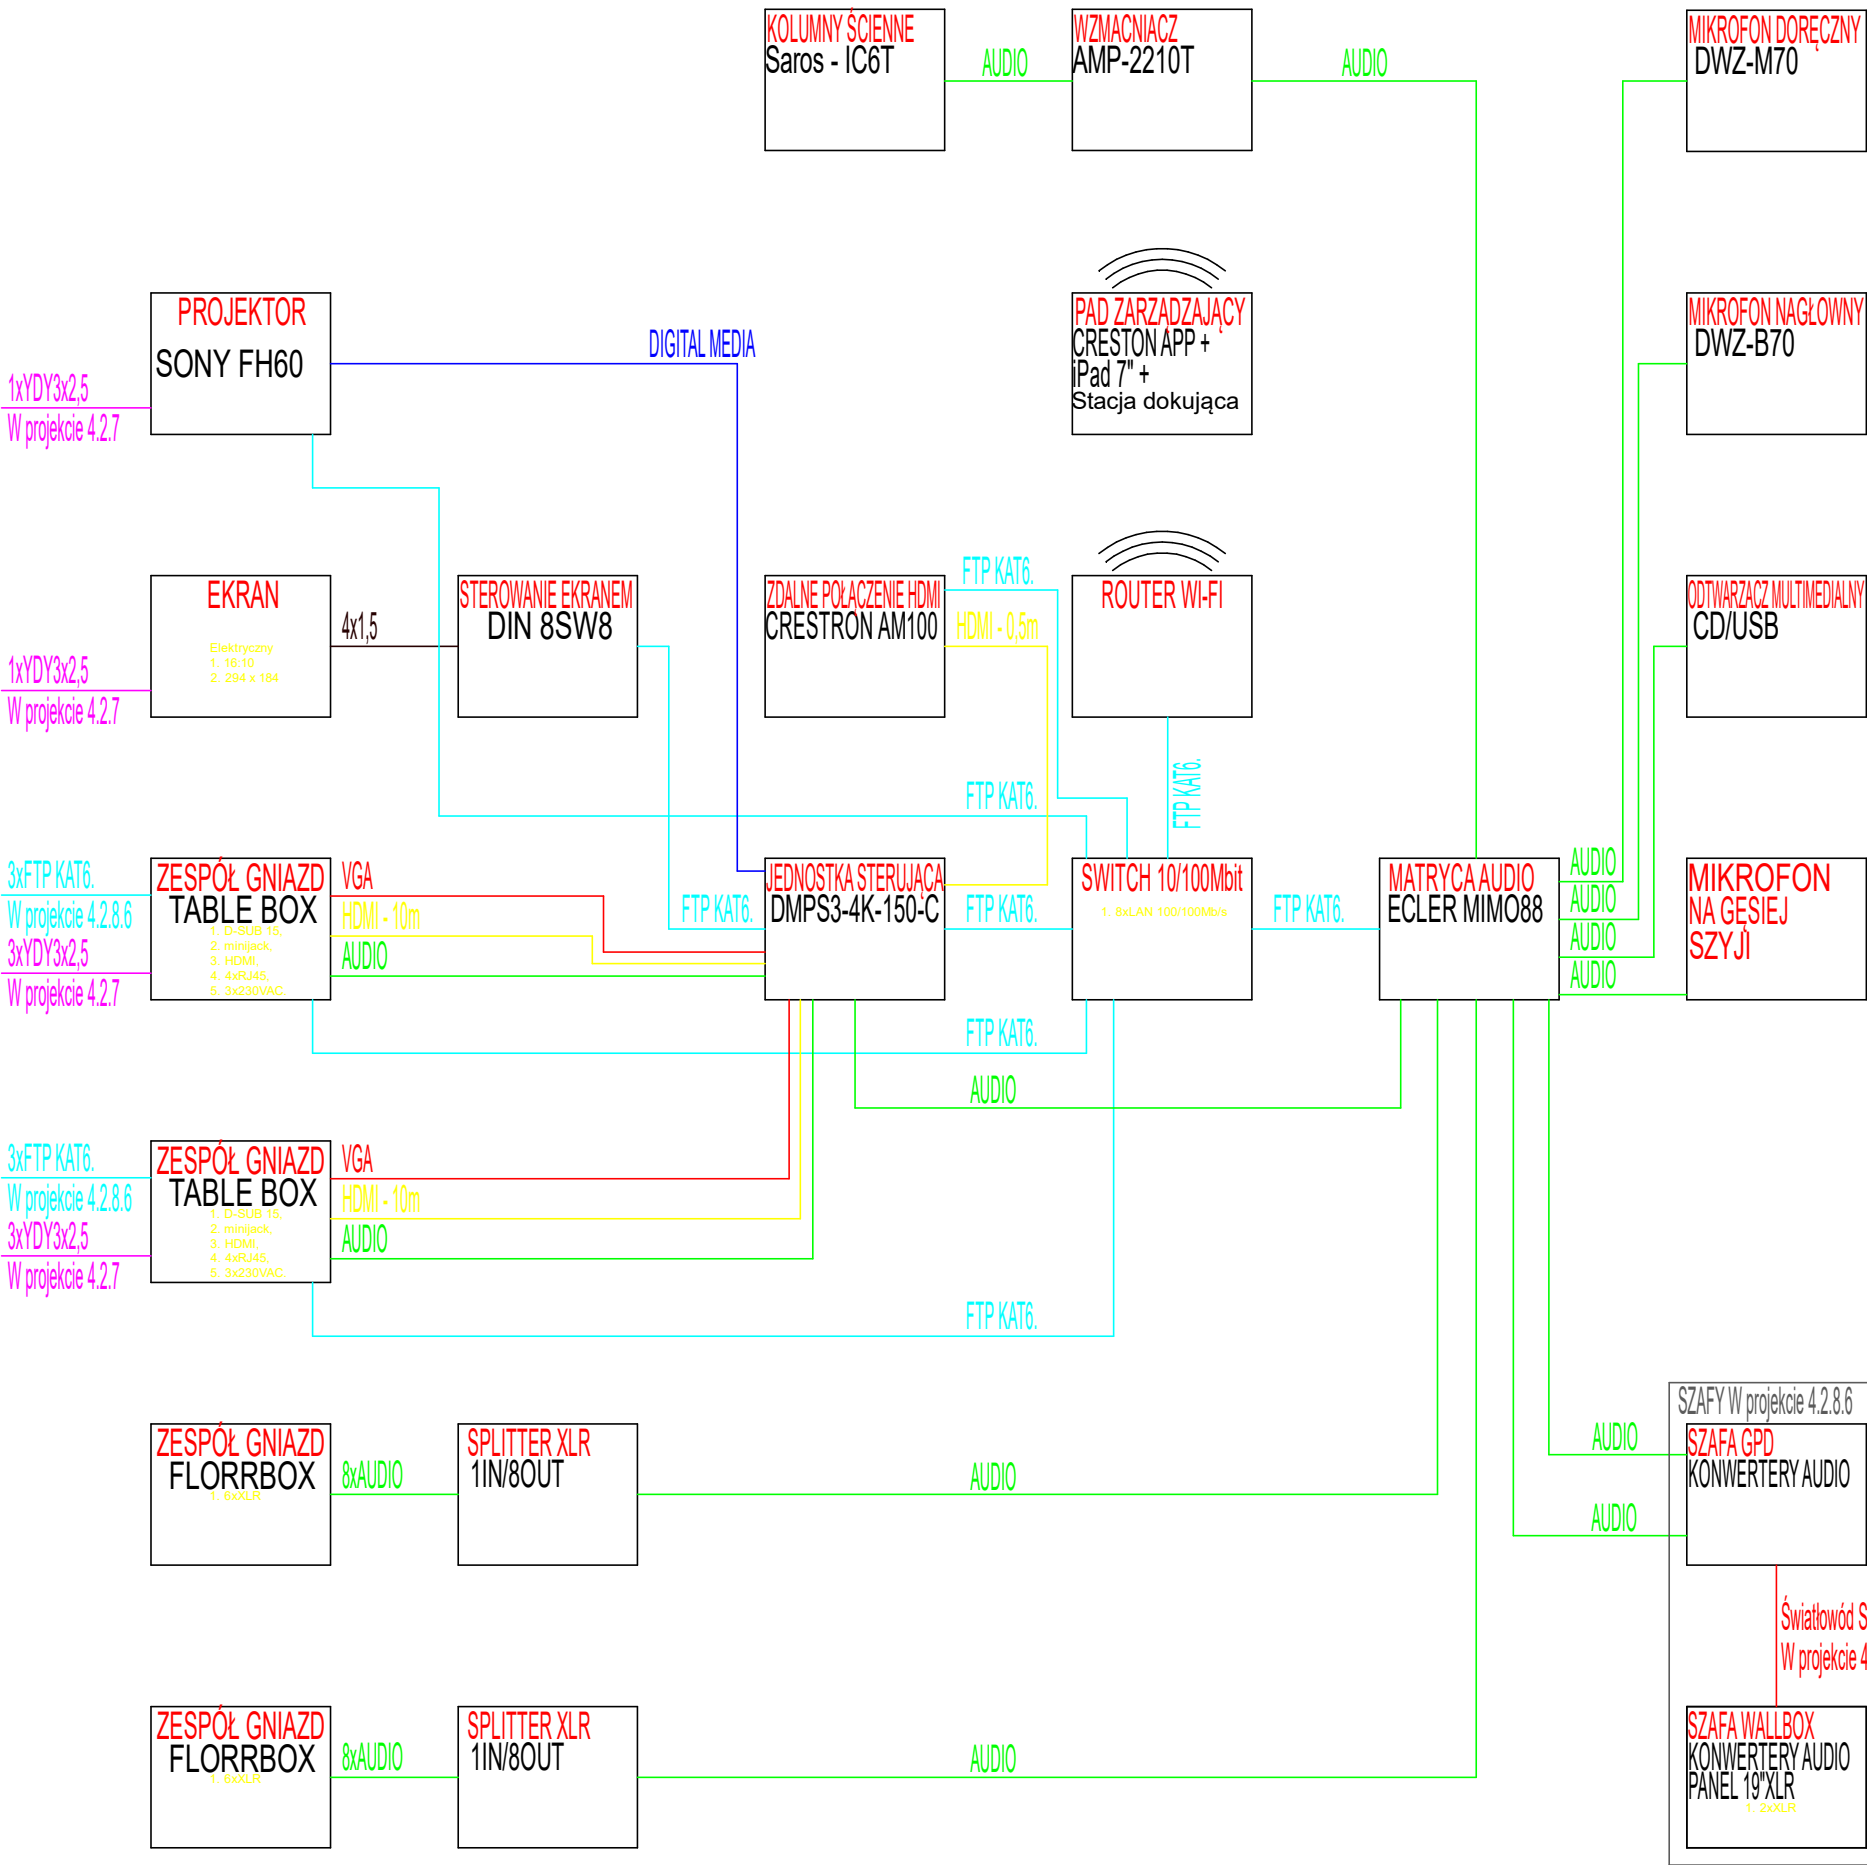 KOLUMNY ŚCIENNE
Saros - IC6T
AUDIO
WZMACNIACZ
AMP-2210T
AUDIO
MIKROFON DORĘCZNY
DWZ-M70
PROJEKTOR
SONY FH60
1xYDY3x2,5
W projekcie 4.2.7
DIGITAL MEDIA
PAD ZARZĄDZAJĄCY
CRESTON APP +
iPad 7" +
Stacja dokująca
MIKROFON NAGŁOWNY
DWZ-B70
EKRAN
Elektryczny
1. 16:10
2. 294 x 184
1xYDY3x2,5
W projekcie 4.2.7
4x1,5
STEROWANIE EKRANEM
DIN 8SW8
ZDALNE POŁĄCZENIE HDMI
CRESTRON AM100
FTP KAT6.
HDMI - 0,5m
ROUTER WI-FI
FTP KAT6.
ODTWARZACZ MULTIMEDIALNY
CD/USB
FTP KAT6.
3xFTP KAT6.
W projekcie 4.2.8.6
3xYDY3x2,5
W projekcie 4.2.7
ZESPÓŁ GNIAZD
TABLE BOX
1. D-SUB 15,
2. minijack,
3. HDMI,
4. 4xRJ45,
5. 3x230VAC.
VGA
HDMI - 10m
AUDIO
FTP KAT6.
JEDNOSTKA STERUJĄCA
DMPS3-4K-150-C
FTP KAT6.
SWITCH 10/100Mbit
1. 8xLAN 100/100Mb/s
FTP KAT6.
MATRYCA AUDIO
ECLER MIMO88
AUDIO
AUDIO
AUDIO
AUDIO
MIKROFON
NA GĘSIEJ
SZYJI
FTP KAT6.
AUDIO
3xFTP KAT6.
W projekcie 4.2.8.6
3xYDY3x2,5
W projekcie 4.2.7
ZESPÓŁ GNIAZD
TABLE BOX
1. D-SUB 15,
2. minijack,
3. HDMI,
4. 4xRJ45,
5. 3x230VAC.
VGA
HDMI - 10m
AUDIO
FTP KAT6.
ZESPÓŁ GNIAZD
FLORRBOX
1. 6xXLR
8xAUDIO
SPLITTER XLR
1IN/8OUT
AUDIO
SZAFY W projekcie 4.2.8.6
AUDIO
AUDIO
SZAFA GPD
KONWERTERY AUDIO
Światłowód S
W projekcie 4
ZESPÓŁ GNIAZD
FLORRBOX
1. 6xXLR
8xAUDIO
SPLITTER XLR
1IN/8OUT
AUDIO
SZAFA WALLBOX
KONWERTERY AUDIO
PANEL 19"XLR
1. 2xXLR